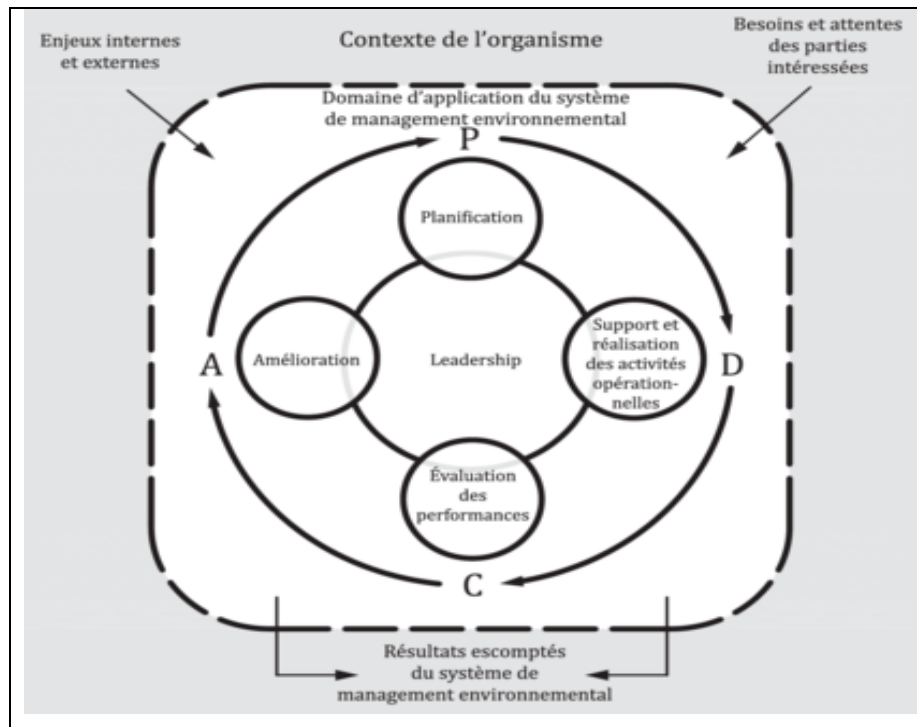 Enjeux internes
et externes
Contexte de l'organisme
Besoins et attentes
des parties
intéressées
Domaine d'application du système
de management environnemental
P
Planification
A
Amélioration
Leadership
Support et
réalisation
des activités
opération-
nelles
D
Évaluation
des
performances
C
Résultats escomptés
du système de
management environnemental